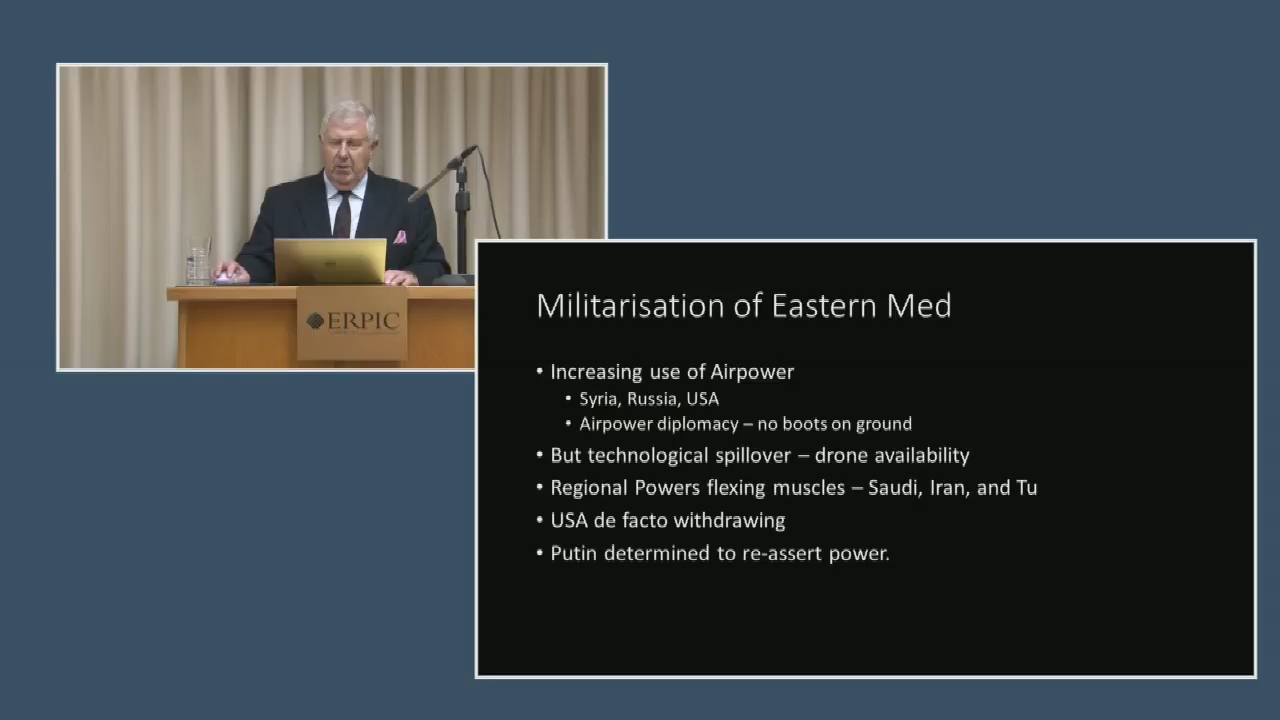 ERPIC
Militarisation of Eastern Med
• Increasing use of Airpower
• Syria, Russia, USA
• Airpower diplomacy – no boots on ground
• But technological spillover – drone availability
• Regional Powers flexing muscles – Saudi, Iran, and Tu
• USA de facto withdrawing
• Putin determined to re-assert power.